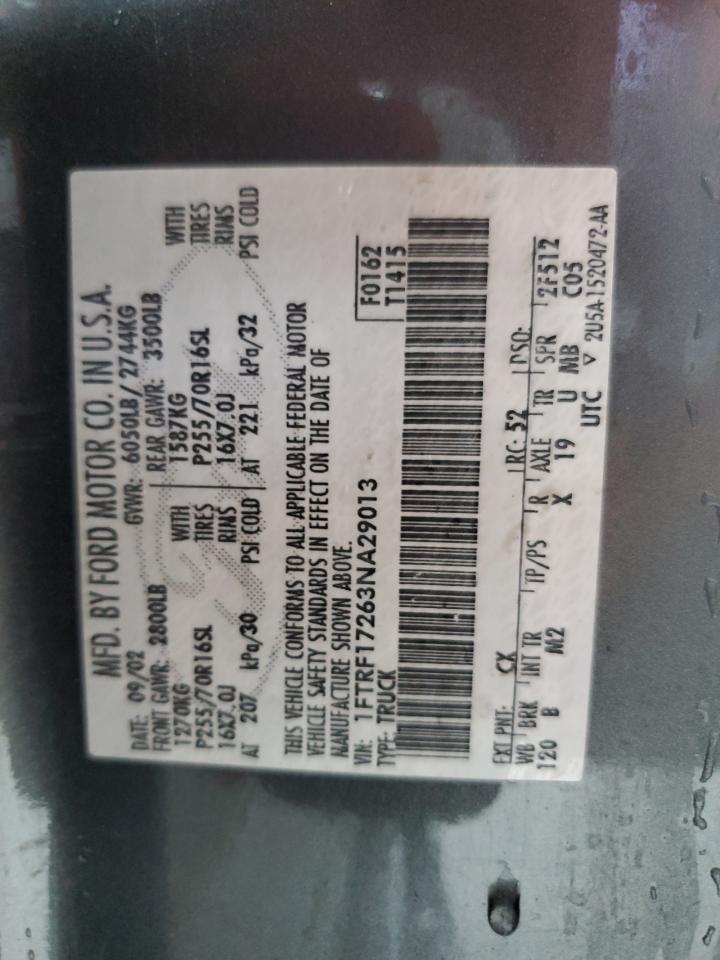 MFD. BY FORD MOTOR CO. IN U.S.A.
DATE: 09/02 GVWR: 6050LB/ 2744KG
FRONT GAWR: 2800LB REAR GAWR: 3500LB
1270KG WITH 1587KG WITH
P255/70R16SL TIRES P255/70R16SL TIRES
16X7.0J RIMS 16X7.0J RIMS
AT 207 kPa/30 PSI COLD AT 221 kPa/32 PSI COLD
THIS VEHICLE CONFORMS TO ALL APPLICABLE FEDERAL MOTOR
VEHICLE SAFETY STANDARDS IN EFFECT ON THE DATE OF
MANUFACTURE SHOWN ABOVE.
VIN: 1FTRF17263NA29013 F0162
TYPE: TRUCK T1415
EXT PNT: CX RC: 52 DSO:
WB BRK INT TR TP/PS R AXLE TR SPR 2F512
120 B M2 X 19 U MB C05
UTC ▽ 2U5A-1520472-AA